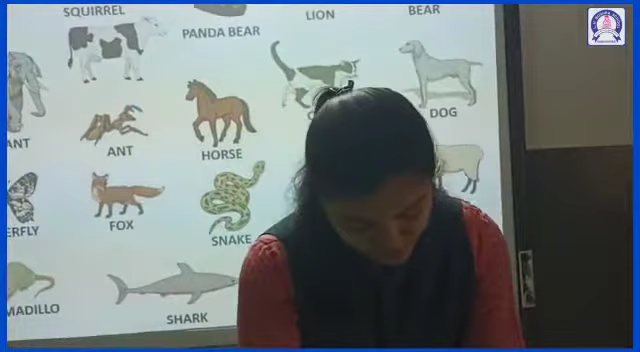 SQUIRREL
PANDA BEAR
LION
BEAR
ANT
ANT
HORSE
DOG
ERFLY
FOX
SNAKE
MADILLO
SHARK